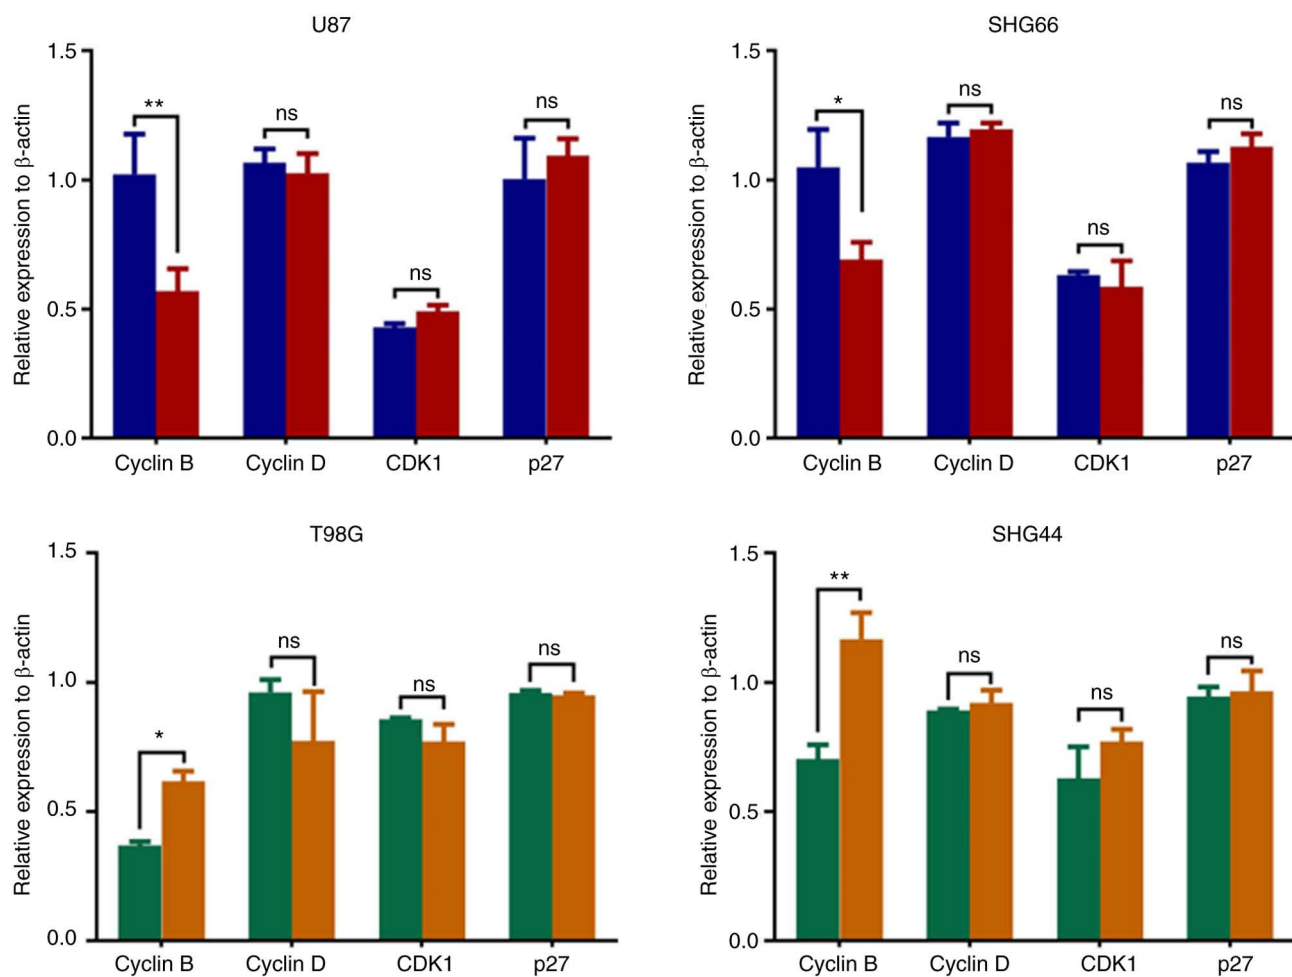 U87
1.5
1.0
0.5
0.0
Relative expression to β-actin
**
ns
ns
ns
Cyclin B
Cyclin D
CDK1
p27
SHG66
1.5
1.0
0.5
0.0
Relative expression to β-actin
*
ns
ns
ns
Cyclin B
Cyclin D
CDK1
p27
T98G
1.5
1.0
0.5
0.0
Relative expression to β-actin
*
ns
ns
ns
Cyclin B
Cyclin D
CDK1
p27
SHG44
1.5
1.0
0.5
0.0
Relative expression to β-actin
**
ns
ns
ns
Cyclin B
Cyclin D
CDK1
p27